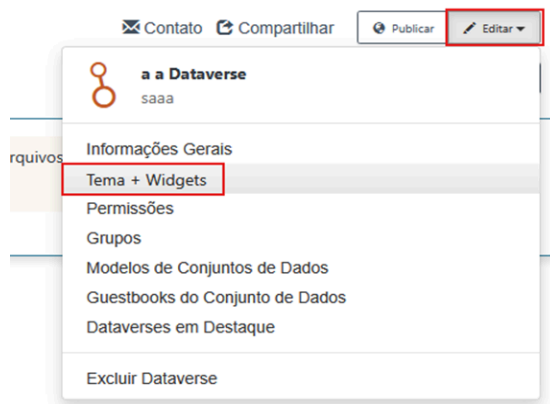 Contato Compartilhar Publicar Editar
a a Dataverse
saaa
Informações Gerais
rquivos
Tema + Widgets
Permissões
Grupos
Modelos de Conjuntos de Dados
Guestbooks do Conjunto de Dados
Dataverses em Destaque
Excluir Dataverse